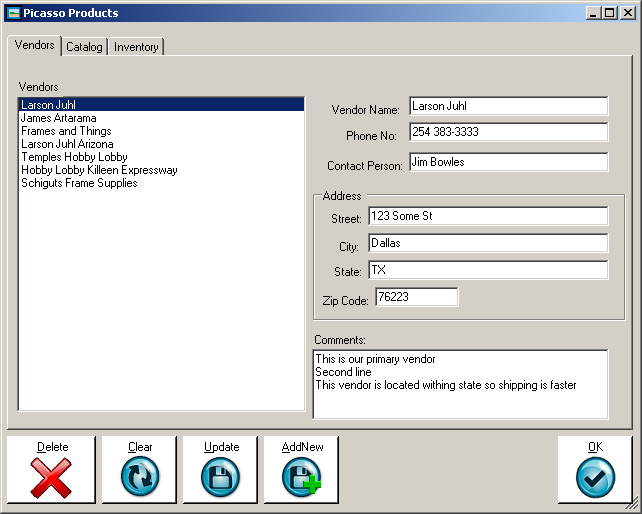 Picasso Products
Vendors Catalog Inventory
Vendors
Larson Juhl
James Artarama
Frames and Things
Larson Juhl Arizona
Temples Hobby Lobby
Hobby Lobby Killeen Expressway
Schiguts Frame Supplies
Vendor Name: Larson Juhl
Phone No: 254 383-3333
Contact Person: Jim Bowles
Address
Street: 123 Some St
City: Dallas
State: TX
Zip Code: 76223
Comments:
This is our primary vendor
Second line
This vendor is located withing state so shipping is faster
Delete Clear Update AddNew OK